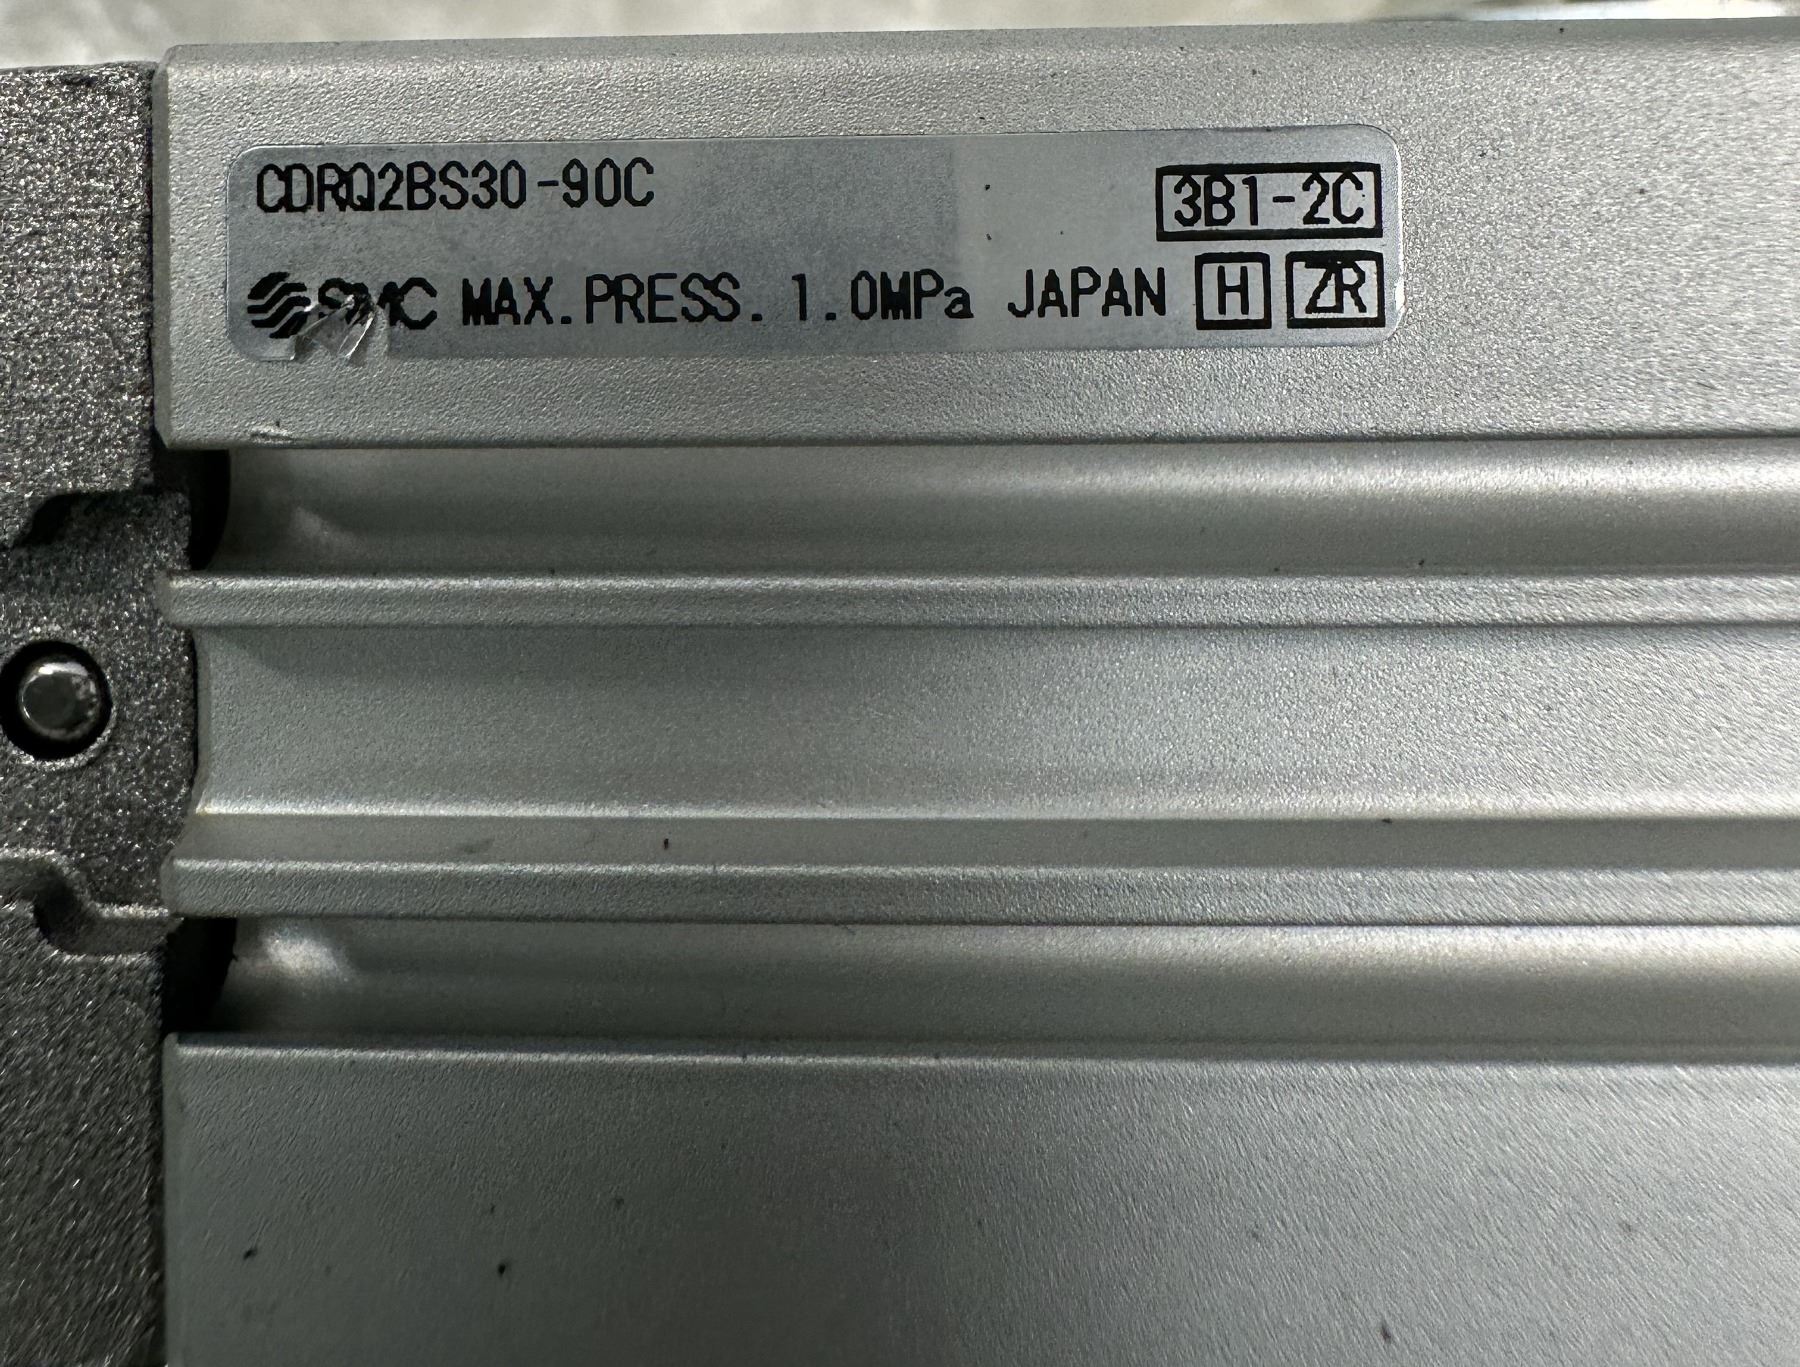 CDRQ2BS30-90C 3B1-2C
SMC MAX.PRESS. 1.0MPa JAPAN H ZR